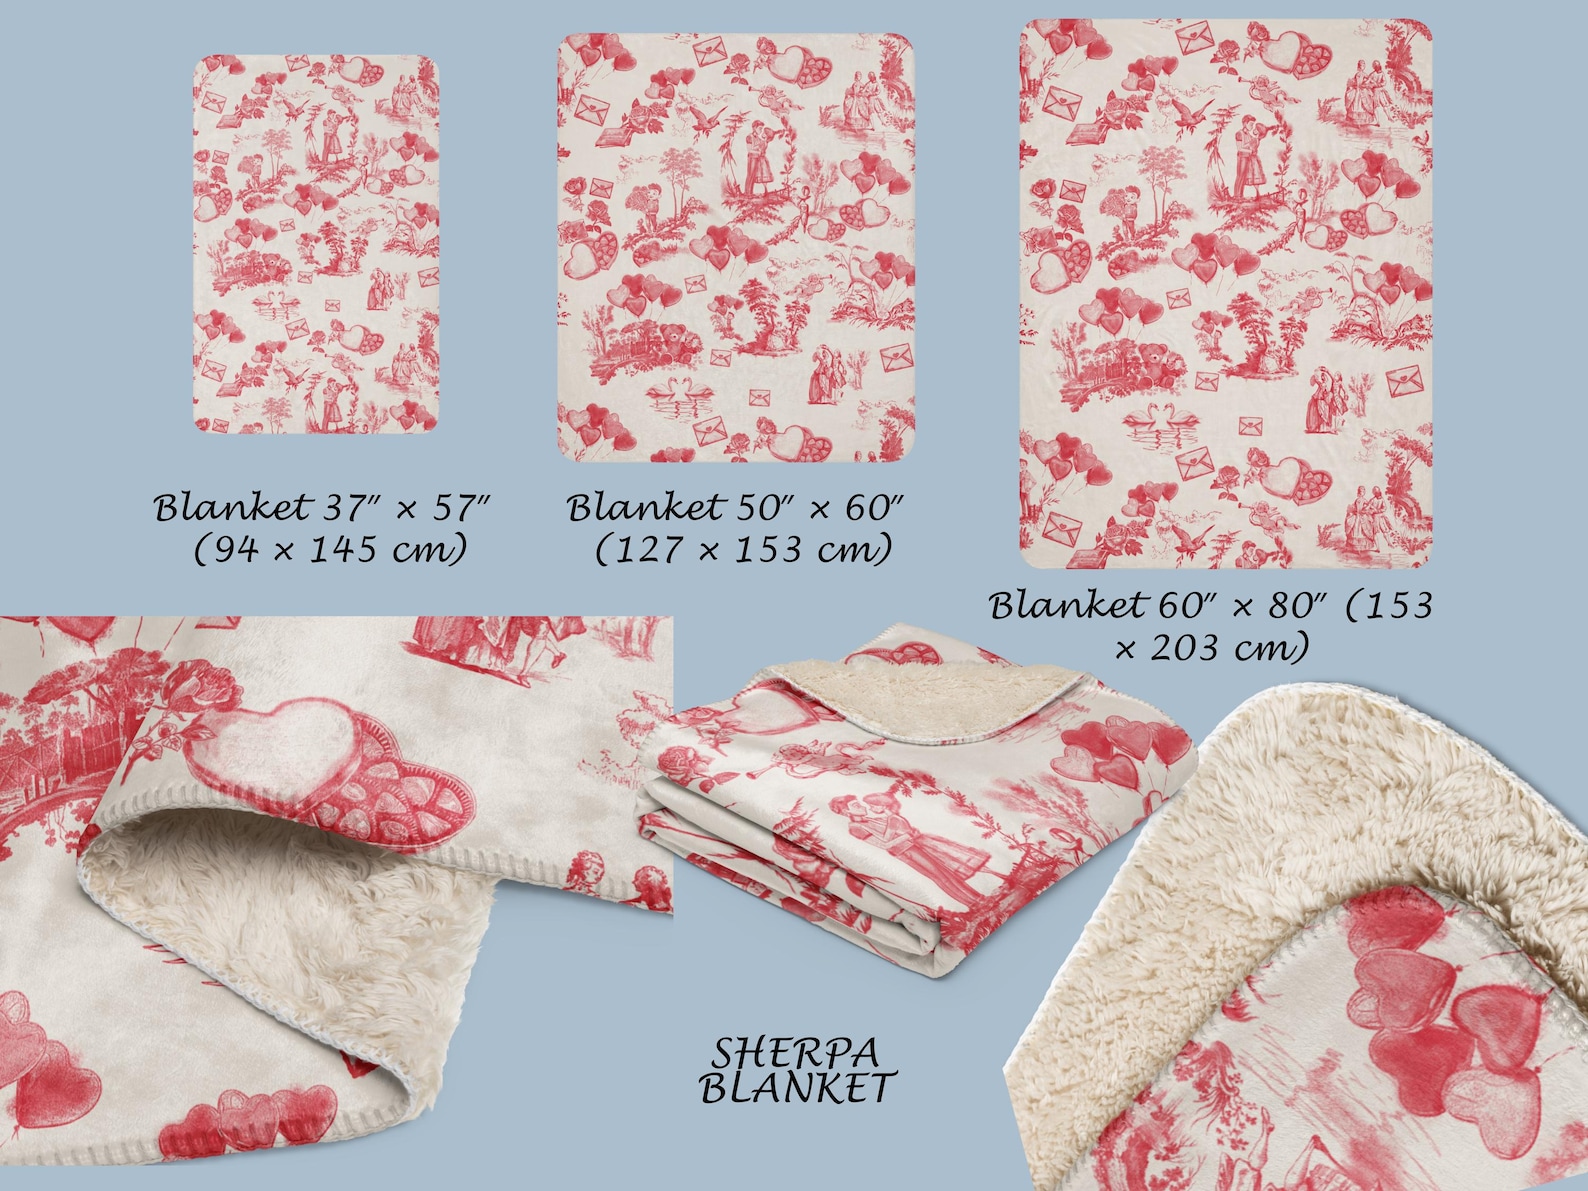 Blanket 37″ × 57″
(94 × 145 cm)
Blanket 50″ × 60″
(127 × 153 cm)
Blanket 60″ × 80″ (153
× 203 cm)
SHERPA
BLANKET